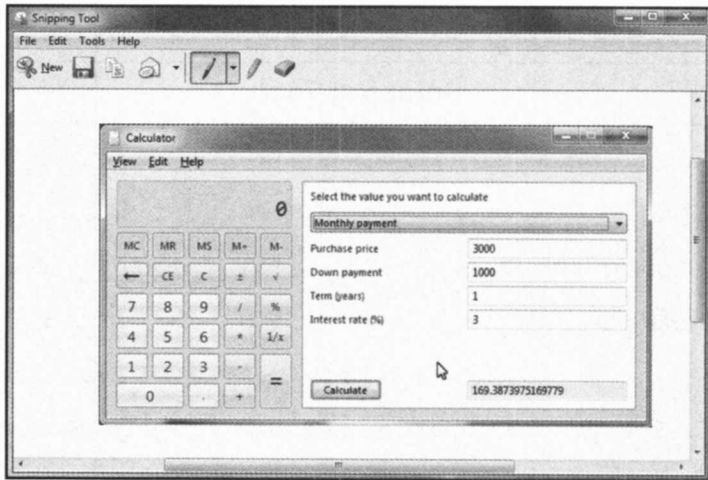 Snipping Tool
File Edit Tools Help
New
Calculator
View Edit Help
0
Select the value you want to calculate
Monthly payment
Purchase price 3000
Down payment 1000
Term (years) 1
Interest rate (%) 3
MC MR MS M+ M-
← CE C ± √
7 8 9 / %
4 5 6 * 1/x
1 2 3 - =
0 . +
Calculate 169.3873975169779